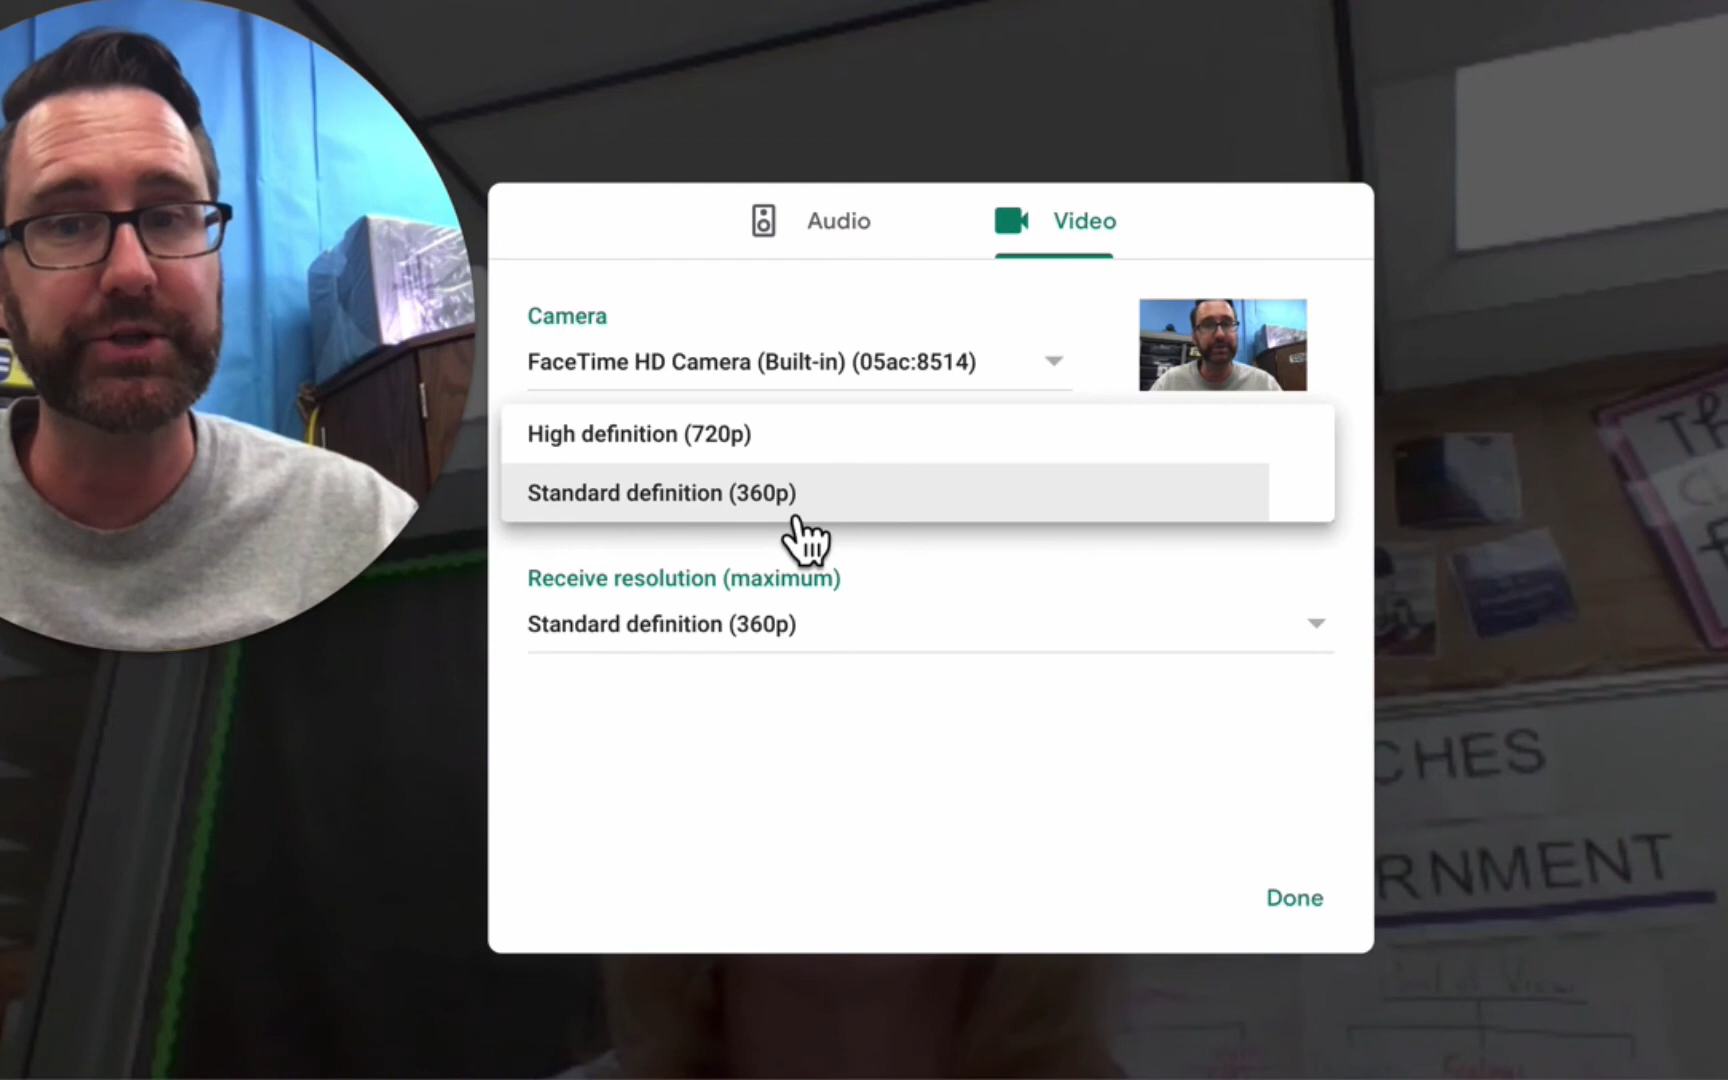 Audio
Video
Camera
FaceTime HD Camera (Built-in) (05ac:8514)
High definition (720p)
Standard definition (360p)
Receive resolution (maximum)
Standard definition (360p)
CHES
RNMENT
Done